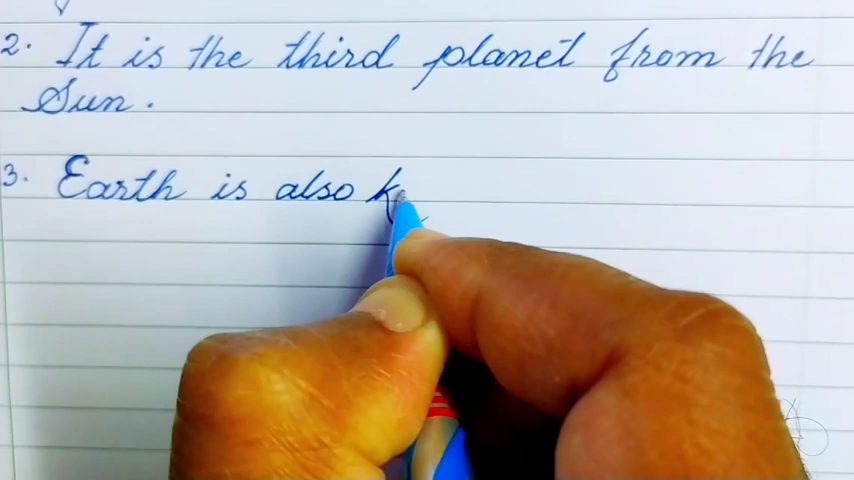 2. It is the third planet from the
Sun.
3. Earth is also k